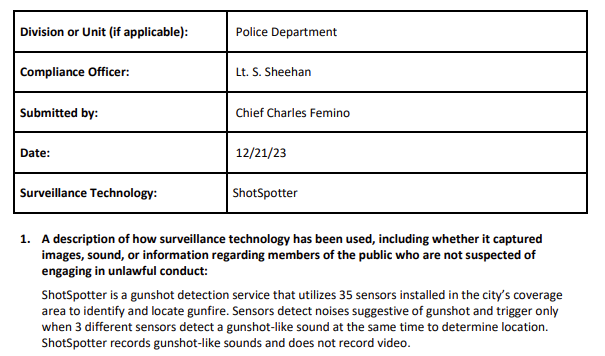 Division or Unit (if applicable): Police Department
Compliance Officer: Lt. S. Sheehan
Submitted by: Chief Charles Femino
Date: 12/21/23
Surveillance Technology: ShotSpotter
1. A description of how surveillance technology has been used, including whether it captured
images, sound, or information regarding members of the public who are not suspected of
engaging in unlawful conduct:
ShotSpotter is a gunshot detection service that utilizes 35 sensors installed in the city's coverage
area to identify and locate gunfire. Sensors detect noises suggestive of gunshot and trigger only
when 3 different sensors detect a gunshot-like sound at the same time to determine location.
ShotSpotter records gunshot-like sounds and does not record video.